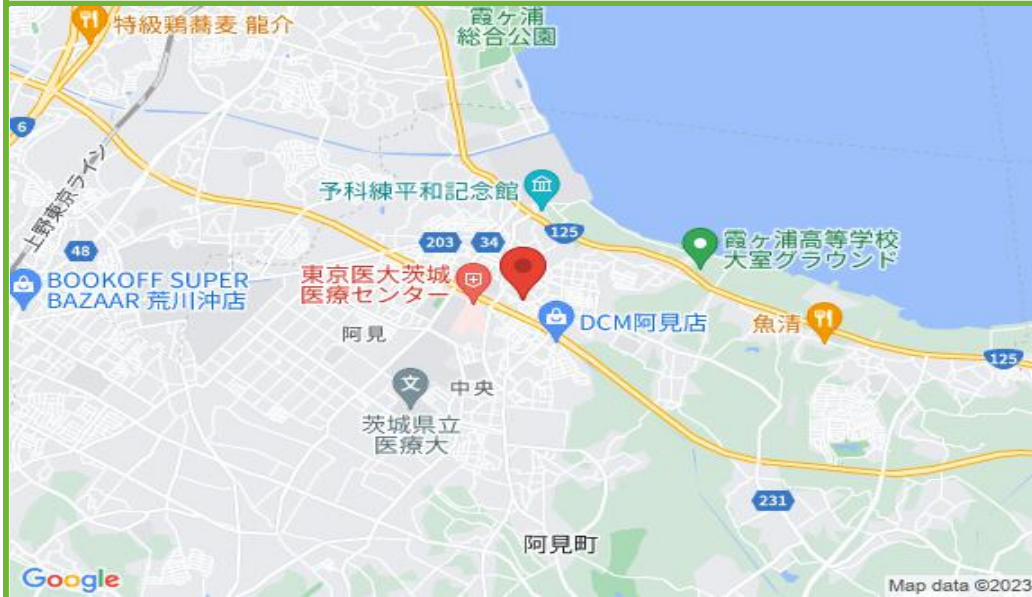 特級鶏蕎麦 龍介
霞ヶ浦
総合公園
6
上野東京ライン
予科練平和記念館
125
203
34
48
霞ヶ浦高等学校
大室グラウンド
BOOKOFF SUPER
BAZAAR 荒川沖店
東京医大茨城
医療センター
阿見
DCM阿見店
魚清
125
文
中央
茨城県立
医療大
231
阿見町
Google
Map data ©2023